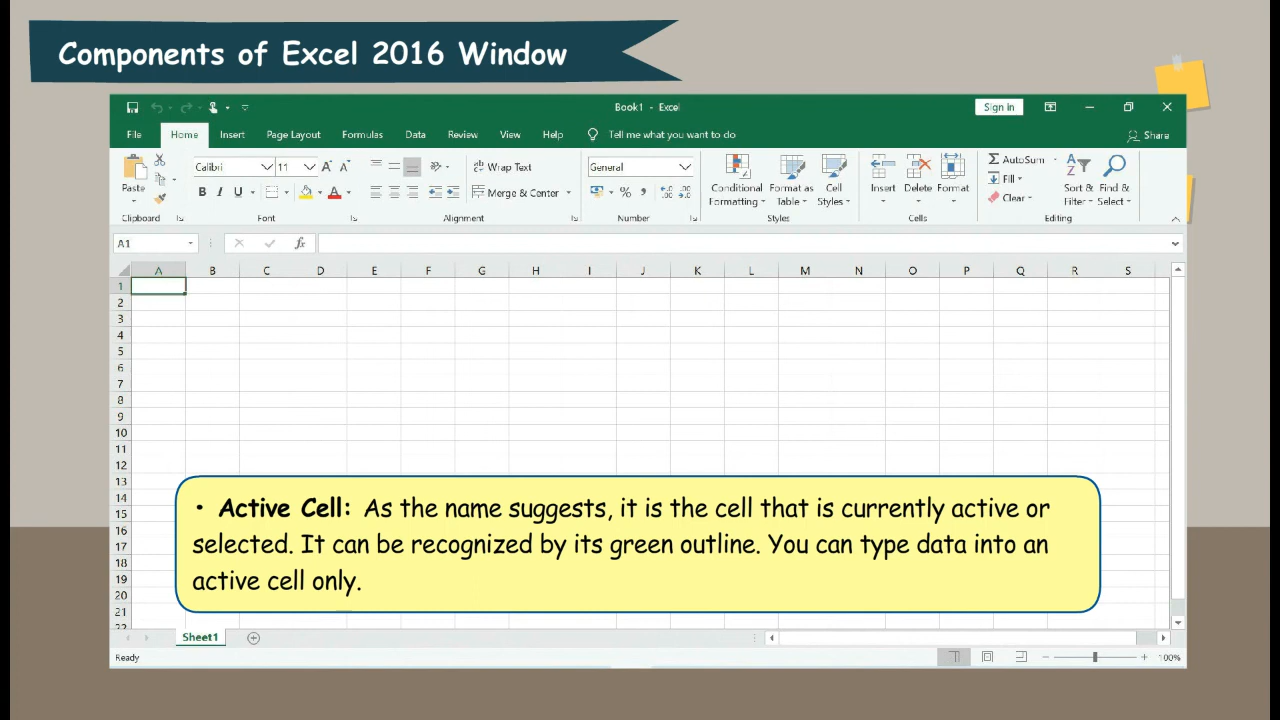 Components of Excel 2016 Window
Book1 - Excel
Sign in
File Home Insert Page Layout Formulas Data Review View Help Tell me what you want to do Share
Paste
Clipboard
Calibri 11 A A
B I U A
Font
ab Wrap Text
Merge & Center
Alignment
General
% ,
Number
Conditional Formatting
Format as Table
Cell Styles
Styles
Insert Delete Format
Cells
AutoSum
Fill
Clear
Sort & Filter
Find & Select
Editing
A1
fx
A B C D E F G H I J K L M N O P Q R S
1
2
3
4
5
6
7
8
9
10
11
12
13
14
15
16
17
18
19
20
21
22
• Active Cell: As the name suggests, it is the cell that is currently active or
selected. It can be recognized by its green outline. You can type data into an
active cell only.
Sheet1
Ready
100%